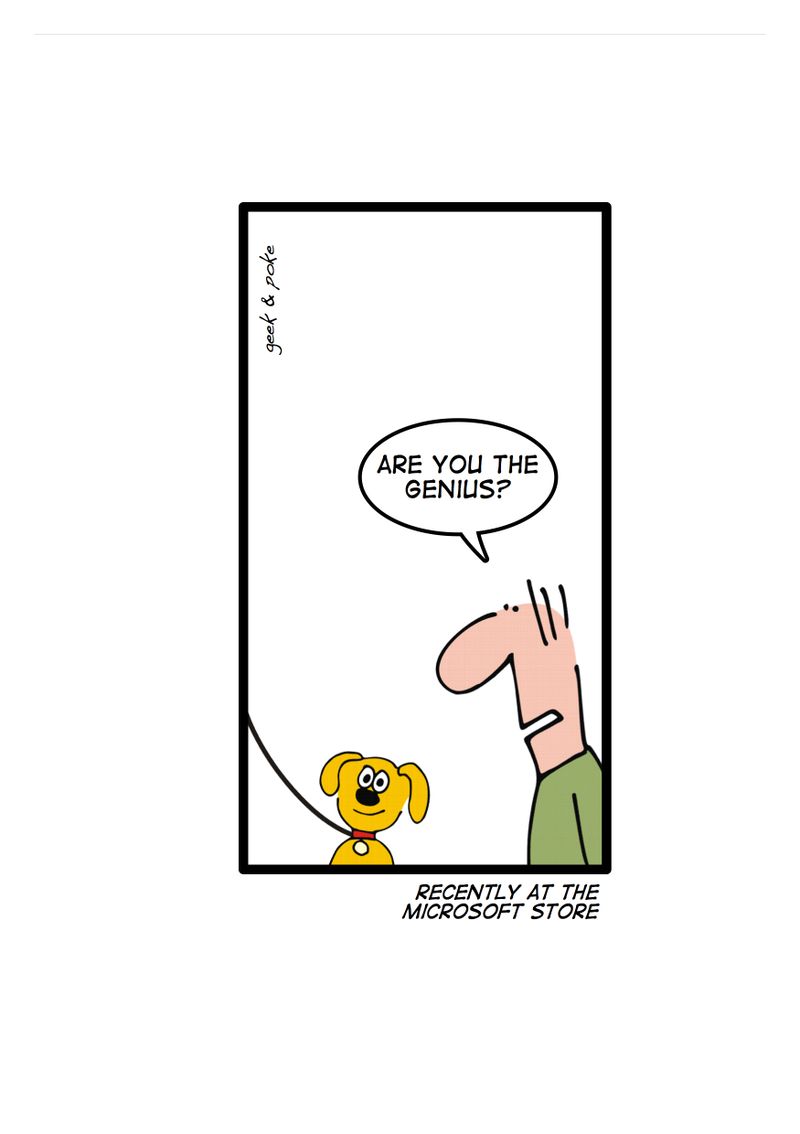 geek & poke
ARE YOU THE
GENIUS?
RECENTLY AT THE
MICROSOFT STORE